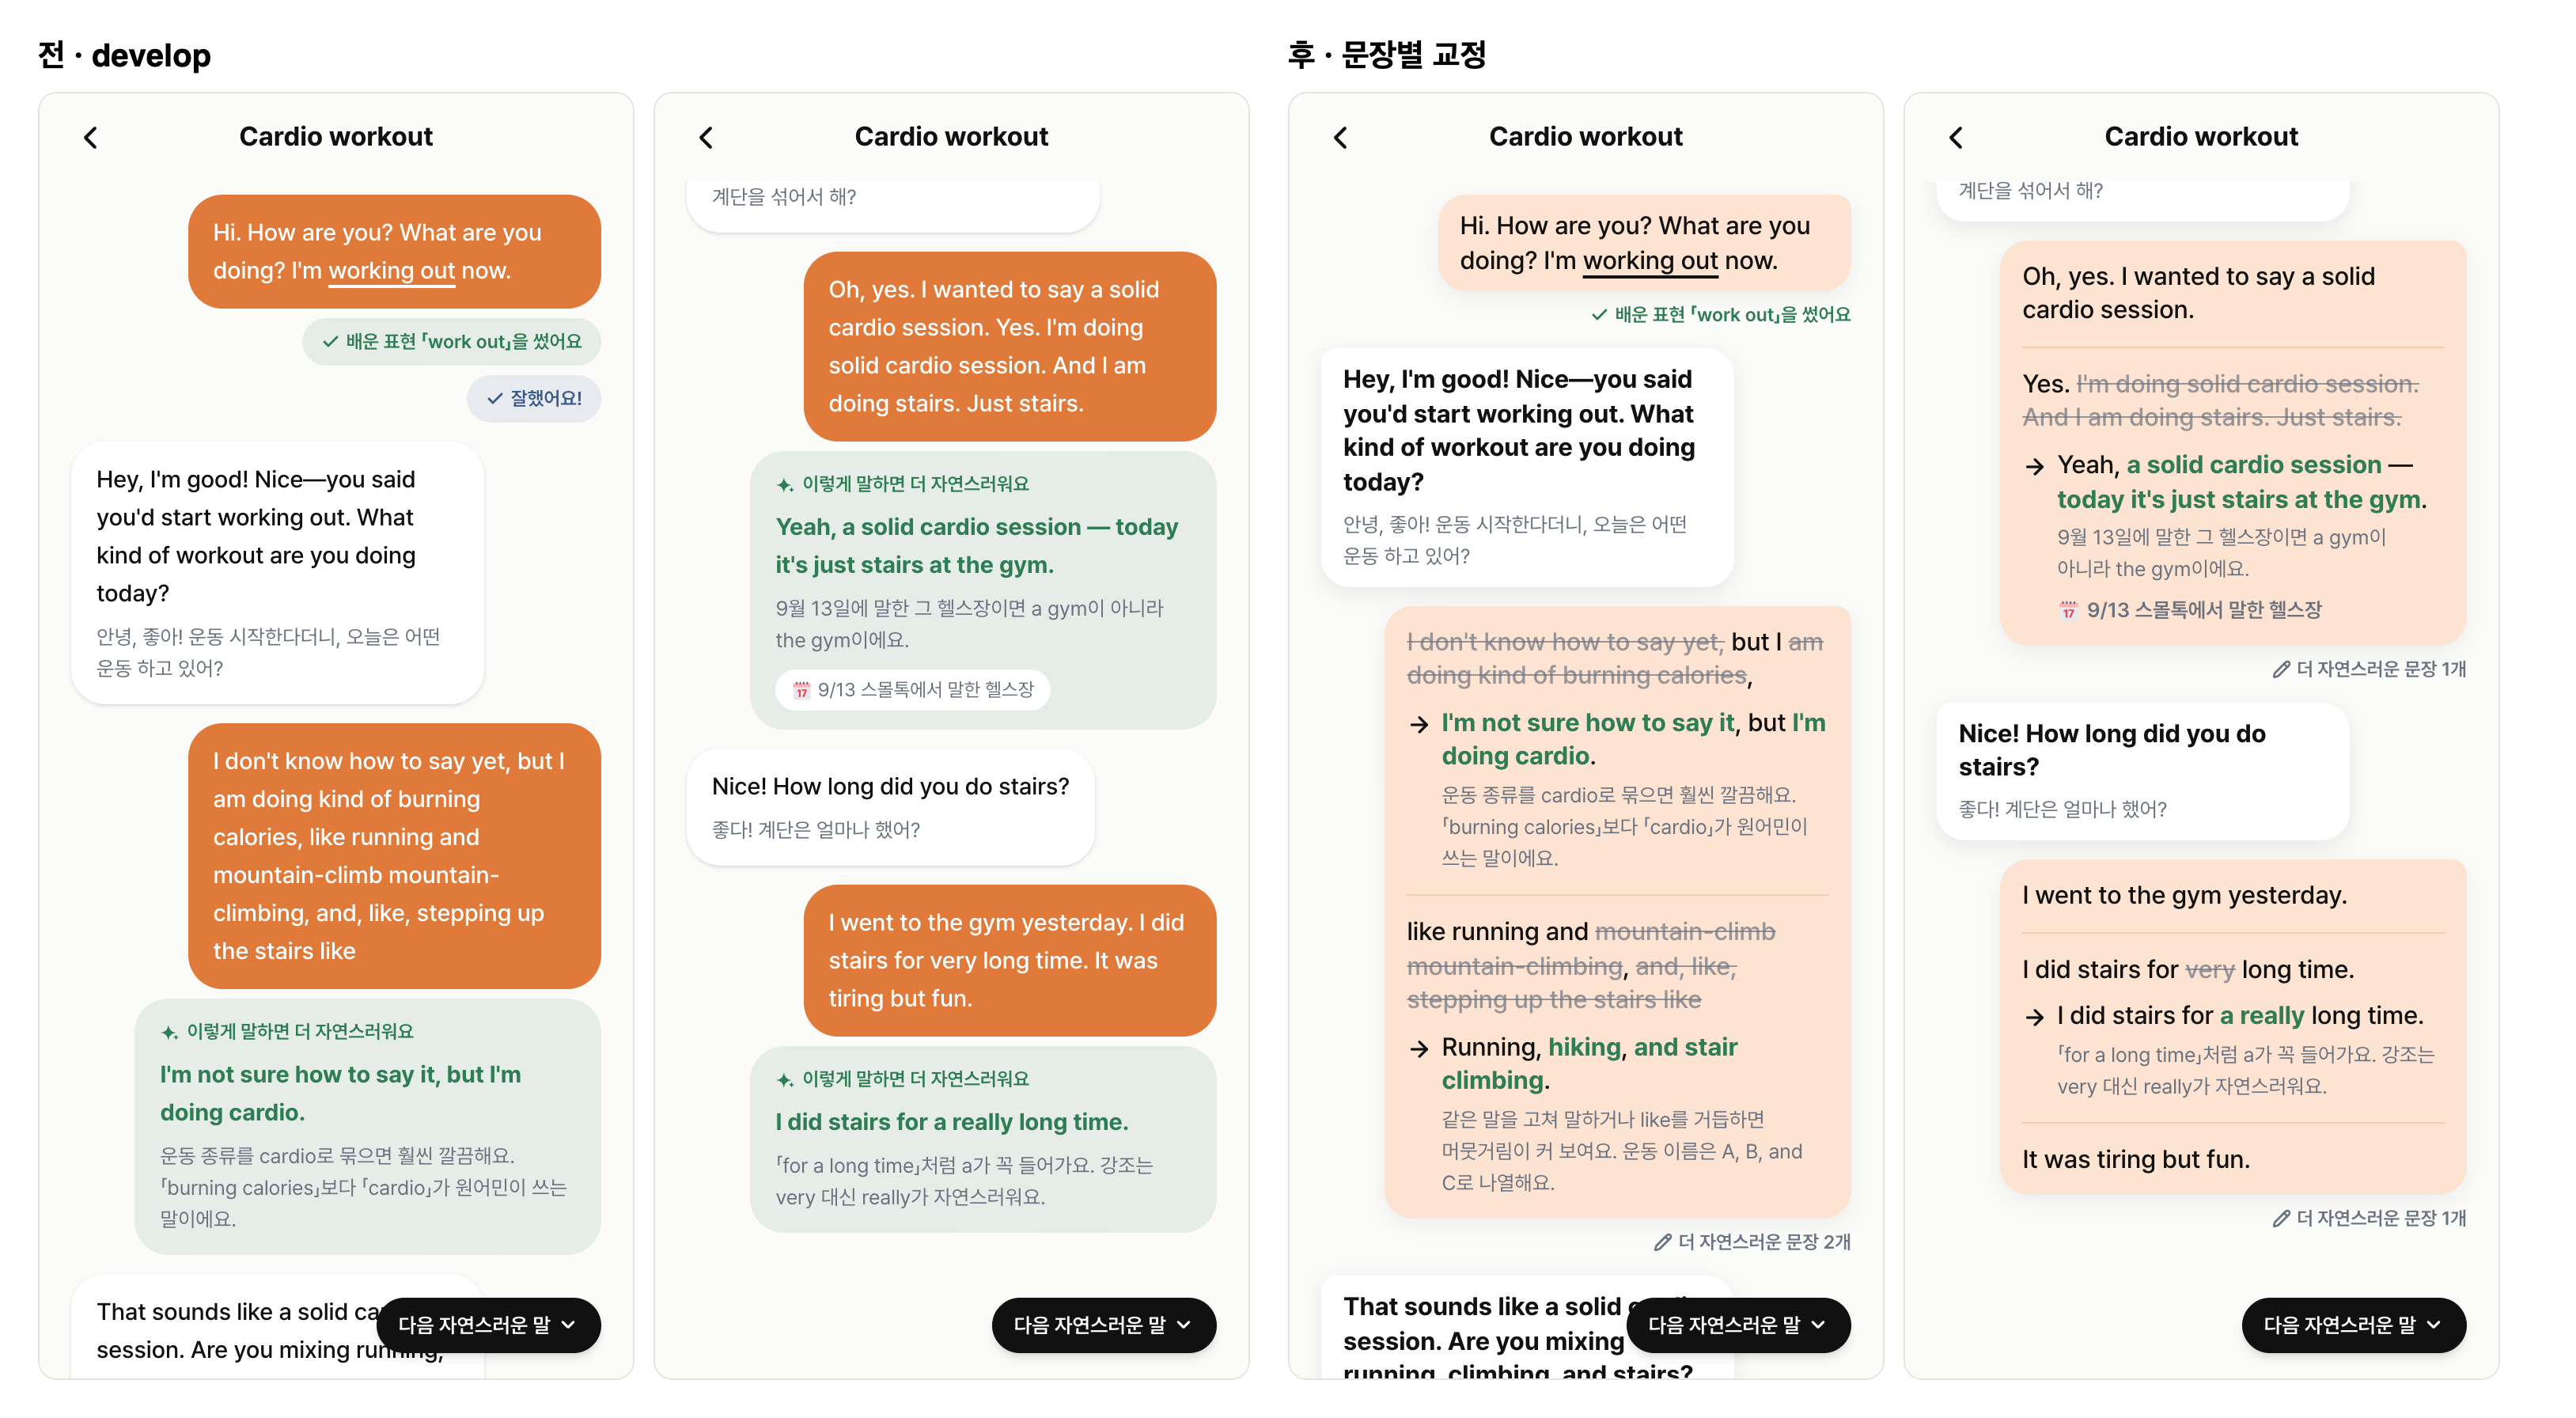 전 · develop
Cardio workout
Hi. How are you? What are you
doing? I'm working out now.
배운 표현 「work out」을 썼어요
잘했어요!
Hey, I'm good! Nice—you said
you'd start working out. What
kind of workout are you doing
today?
안녕, 좋아! 운동 시작한다더니, 오늘은 어떤
운동 하고 있어?
I don't know how to say yet, but I
am doing kind of burning
calories, like running and
mountain-climb mountain-
climbing, and, like, stepping up
the stairs like
이렇게 말하면 더 자연스러워요
I'm not sure how to say it, but I'm
doing cardio.
운동 종류를 cardio로 묶으면 훨씬 깔끔해요.
「burning calories」보다 「cardio」가 원어민이 쓰는
말이에요.
That sounds like a solid
session. Are you mixing running,
다음 자연스러운 말
Cardio workout
계단을 섞어서 해?
Oh, yes. I wanted to say a solid
cardio session. Yes. I'm doing
solid cardio session. And I am
doing stairs. Just stairs.
이렇게 말하면 더 자연스러워요
Yeah, a solid cardio session — today
it's just stairs at the gym.
9월 13일에 말한 그 헬스장이면 a gym이 아니라
the gym이에요.
17 9/13 스몰톡에서 말한 헬스장
Nice! How long did you do stairs?
좋다! 계단은 얼마나 했어?
I went to the gym yesterday. I did
stairs for very long time. It was
tiring but fun.
이렇게 말하면 더 자연스러워요
I did stairs for a really long time.
「for a long time」처럼 a가 꼭 들어가요. 강조는
very 대신 really가 자연스러워요.
다음 자연스러운 말
후 · 문장별 교정
Cardio workout
Hi. How are you? What are you
doing? I'm working out now.
배운 표현 「work out」을 썼어요
Hey, I'm good! Nice—you said
you'd start working out. What
kind of workout are you doing
today?
안녕, 좋아! 운동 시작한다더니, 오늘은 어떤
운동 하고 있어?
I don't know how to say yet, but I am
doing kind of burning calories,
→ I'm not sure how to say it, but I'm
doing cardio.
운동 종류를 cardio로 묶으면 훨씬 깔끔해요.
「burning calories」보다 「cardio」가 원어민이
쓰는 말이에요.
like running and mountain-climb
mountain-climbing, and, like,
stepping up the stairs like
→ Running, hiking, and stair
climbing.
같은 말을 고쳐 말하거나 like를 거듭하면
머뭇거림이 커 보여요. 운동 이름은 A, B, and
C로 나열해요.
더 자연스러운 문장 2개
That sounds like a solid
session. Are you mixing
running, climbing, and stairs?
다음 자연스러운 말
Cardio workout
계단을 섞어서 해?
Oh, yes. I wanted to say a solid
cardio session.
Yes. I'm doing solid cardio session.
And I am doing stairs. Just stairs.
→ Yeah, a solid cardio session —
today it's just stairs at the gym.
9월 13일에 말한 그 헬스장이면 a gym이
아니라 the gym이에요.
17 9/13 스몰톡에서 말한 헬스장
더 자연스러운 문장 1개
Nice! How long did you do
stairs?
좋다! 계단은 얼마나 했어?
I went to the gym yesterday.
I did stairs for very long time.
→ I did stairs for a really long time.
「for a long time」처럼 a가 꼭 들어가요. 강조는
very 대신 really가 자연스러워요.
It was tiring but fun.
더 자연스러운 문장 1개
다음 자연스러운 말